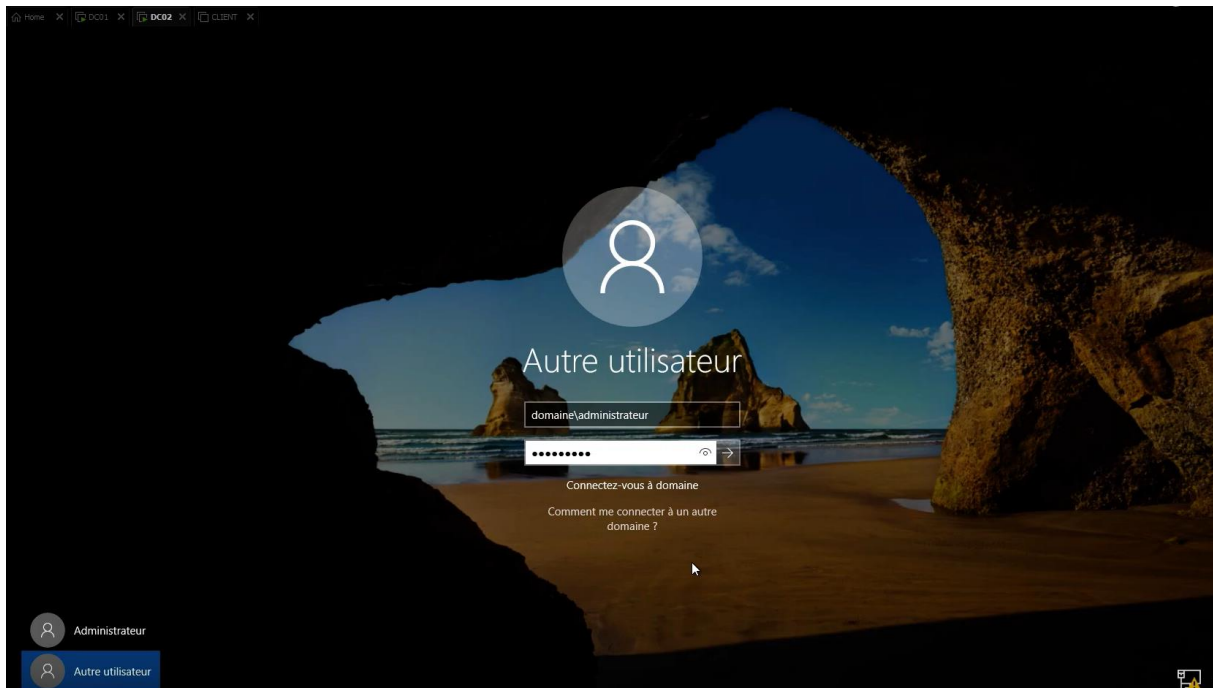 Home DC01 DC02 CLIENT
Autre utilisateur
domaine\administrateur
•••••••••
Connectez-vous à domaine
Comment me connecter à un autre
domaine ?
Administrateur
Autre utilisateur